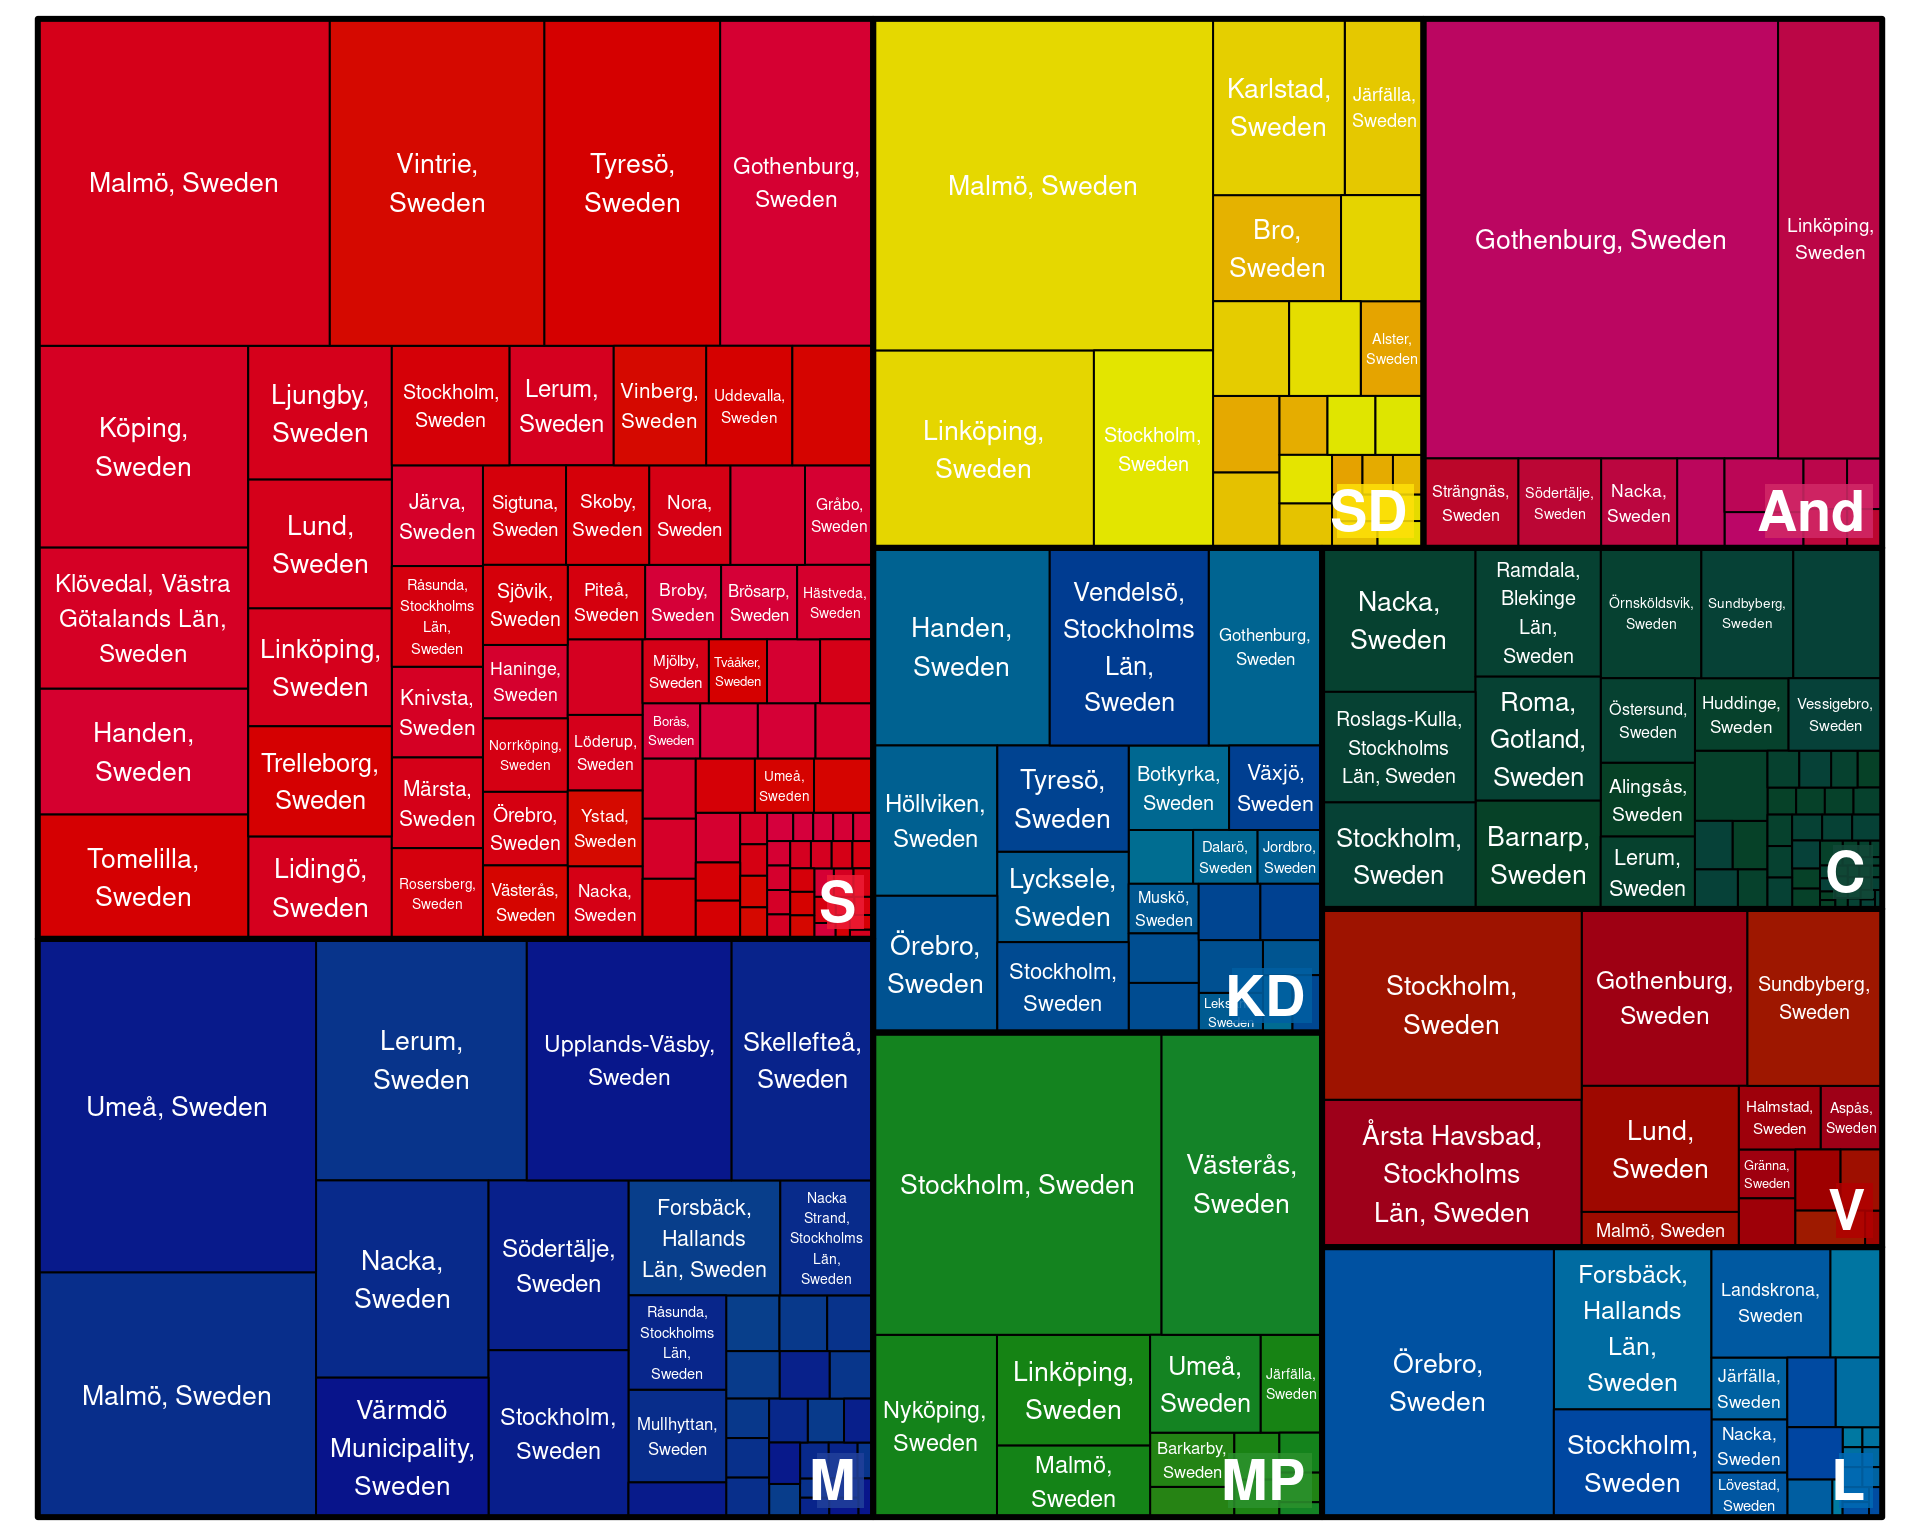 Malmö, Sweden
Vintrie,
Sweden
Tyresö,
Sweden
Gothenburg,
Sweden
Köping,
Sweden
Klövedal, Västra
Götalands Län,
Sweden
Handen,
Sweden
Tomelilla,
Sweden
Ljungby,
Sweden
Lund,
Sweden
Linköping,
Sweden
Trelleborg,
Sweden
Lidingö,
Sweden
Stockholm,
Sweden
Lerum,
Sweden
Vinberg,
Sweden
Uddevalla,
Sweden
Järva,
Sweden
Råsunda,
Stockholms
Län,
Sweden
Knivsta,
Sweden
Märsta,
Sweden
Rosersberg,
Sweden
Sigtuna,
Sweden
Skoby,
Sweden
Nora,
Sweden
Gråbo,
Sweden
Sjövik,
Sweden
Haninge,
Sweden
Norrköping,
Sweden
Örebro,
Sweden
Västerås,
Sweden
Piteå,
Sweden
Broby,
Sweden
Brösarp,
Sweden
Hästveda,
Sweden
Löderup,
Sweden
Ystad,
Sweden
Nacka,
Sweden
Mjölby,
Sweden
Tvååker,
Sweden
Borås,
Sweden
Umeå,
Sweden
S
Malmö, Sweden
Linköping,
Sweden
Stockholm,
Sweden
Karlstad,
Sweden
Järfälla,
Sweden
Bro,
Sweden
Alster,
Sweden
SD
Gothenburg, Sweden
Linköping,
Sweden
Strängnäs,
Sweden
Södertälje,
Sweden
Nacka,
Sweden
And
Handen,
Sweden
Vendelsö,
Stockholms
Län,
Sweden
Gothenburg,
Sweden
Höllviken,
Sweden
Örebro,
Sweden
Tyresö,
Sweden
Lycksele,
Sweden
Stockholm,
Sweden
Botkyrka,
Sweden
Växjö,
Sweden
Dalarö,
Sweden
Jordbro,
Sweden
Muskö,
Sweden
Sweden
KD
Nacka,
Sweden
Roslags-Kulla,
Stockholms
Län, Sweden
Stockholm,
Sweden
Ramdala,
Blekinge
Län,
Sweden
Roma,
Gotland,
Sweden
Barnarp,
Sweden
Örnsköldsvik,
Sweden
Sundbyberg,
Sweden
Östersund,
Sweden
Huddinge,
Sweden
Vessigebro,
Sweden
Alingsås,
Sweden
Lerum,
Sweden
C
Umeå, Sweden
Malmö, Sweden
Lerum,
Sweden
Upplands-Väsby,
Sweden
Skellefteå,
Sweden
Nacka,
Sweden
Värmdö
Municipality,
Sweden
Södertälje,
Sweden
Stockholm,
Sweden
Forsbäck,
Hallands
Län, Sweden
Nacka
Strand,
Stockholms
Län,
Sweden
Råsunda,
Stockholms
Län,
Sweden
Mullhyttan,
Sweden
M
Stockholm, Sweden
Västerås,
Sweden
Nyköping,
Sweden
Linköping,
Sweden
Malmö,
Sweden
Umeå,
Sweden
Järfälla,
Sweden
Barkarby,
Sweden
MP
Stockholm,
Sweden
Gothenburg,
Sweden
Sundbyberg,
Sweden
Årsta Havsbad,
Stockholms
Län, Sweden
Lund,
Sweden
Malmö, Sweden
Halmstad,
Sweden
Aspås,
Sweden
Gränna,
Sweden
V
Örebro,
Sweden
Forsbäck,
Hallands
Län,
Sweden
Stockholm,
Sweden
Landskrona,
Sweden
Järfälla,
Sweden
Nacka,
Sweden
Lövestad,
Sweden
L